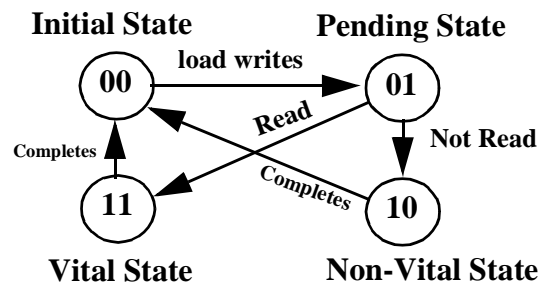 Initial State
Pending State
load writes
00
01
Read
Not Read
Completes
Completes
11
10
Vital State
Non-Vital State